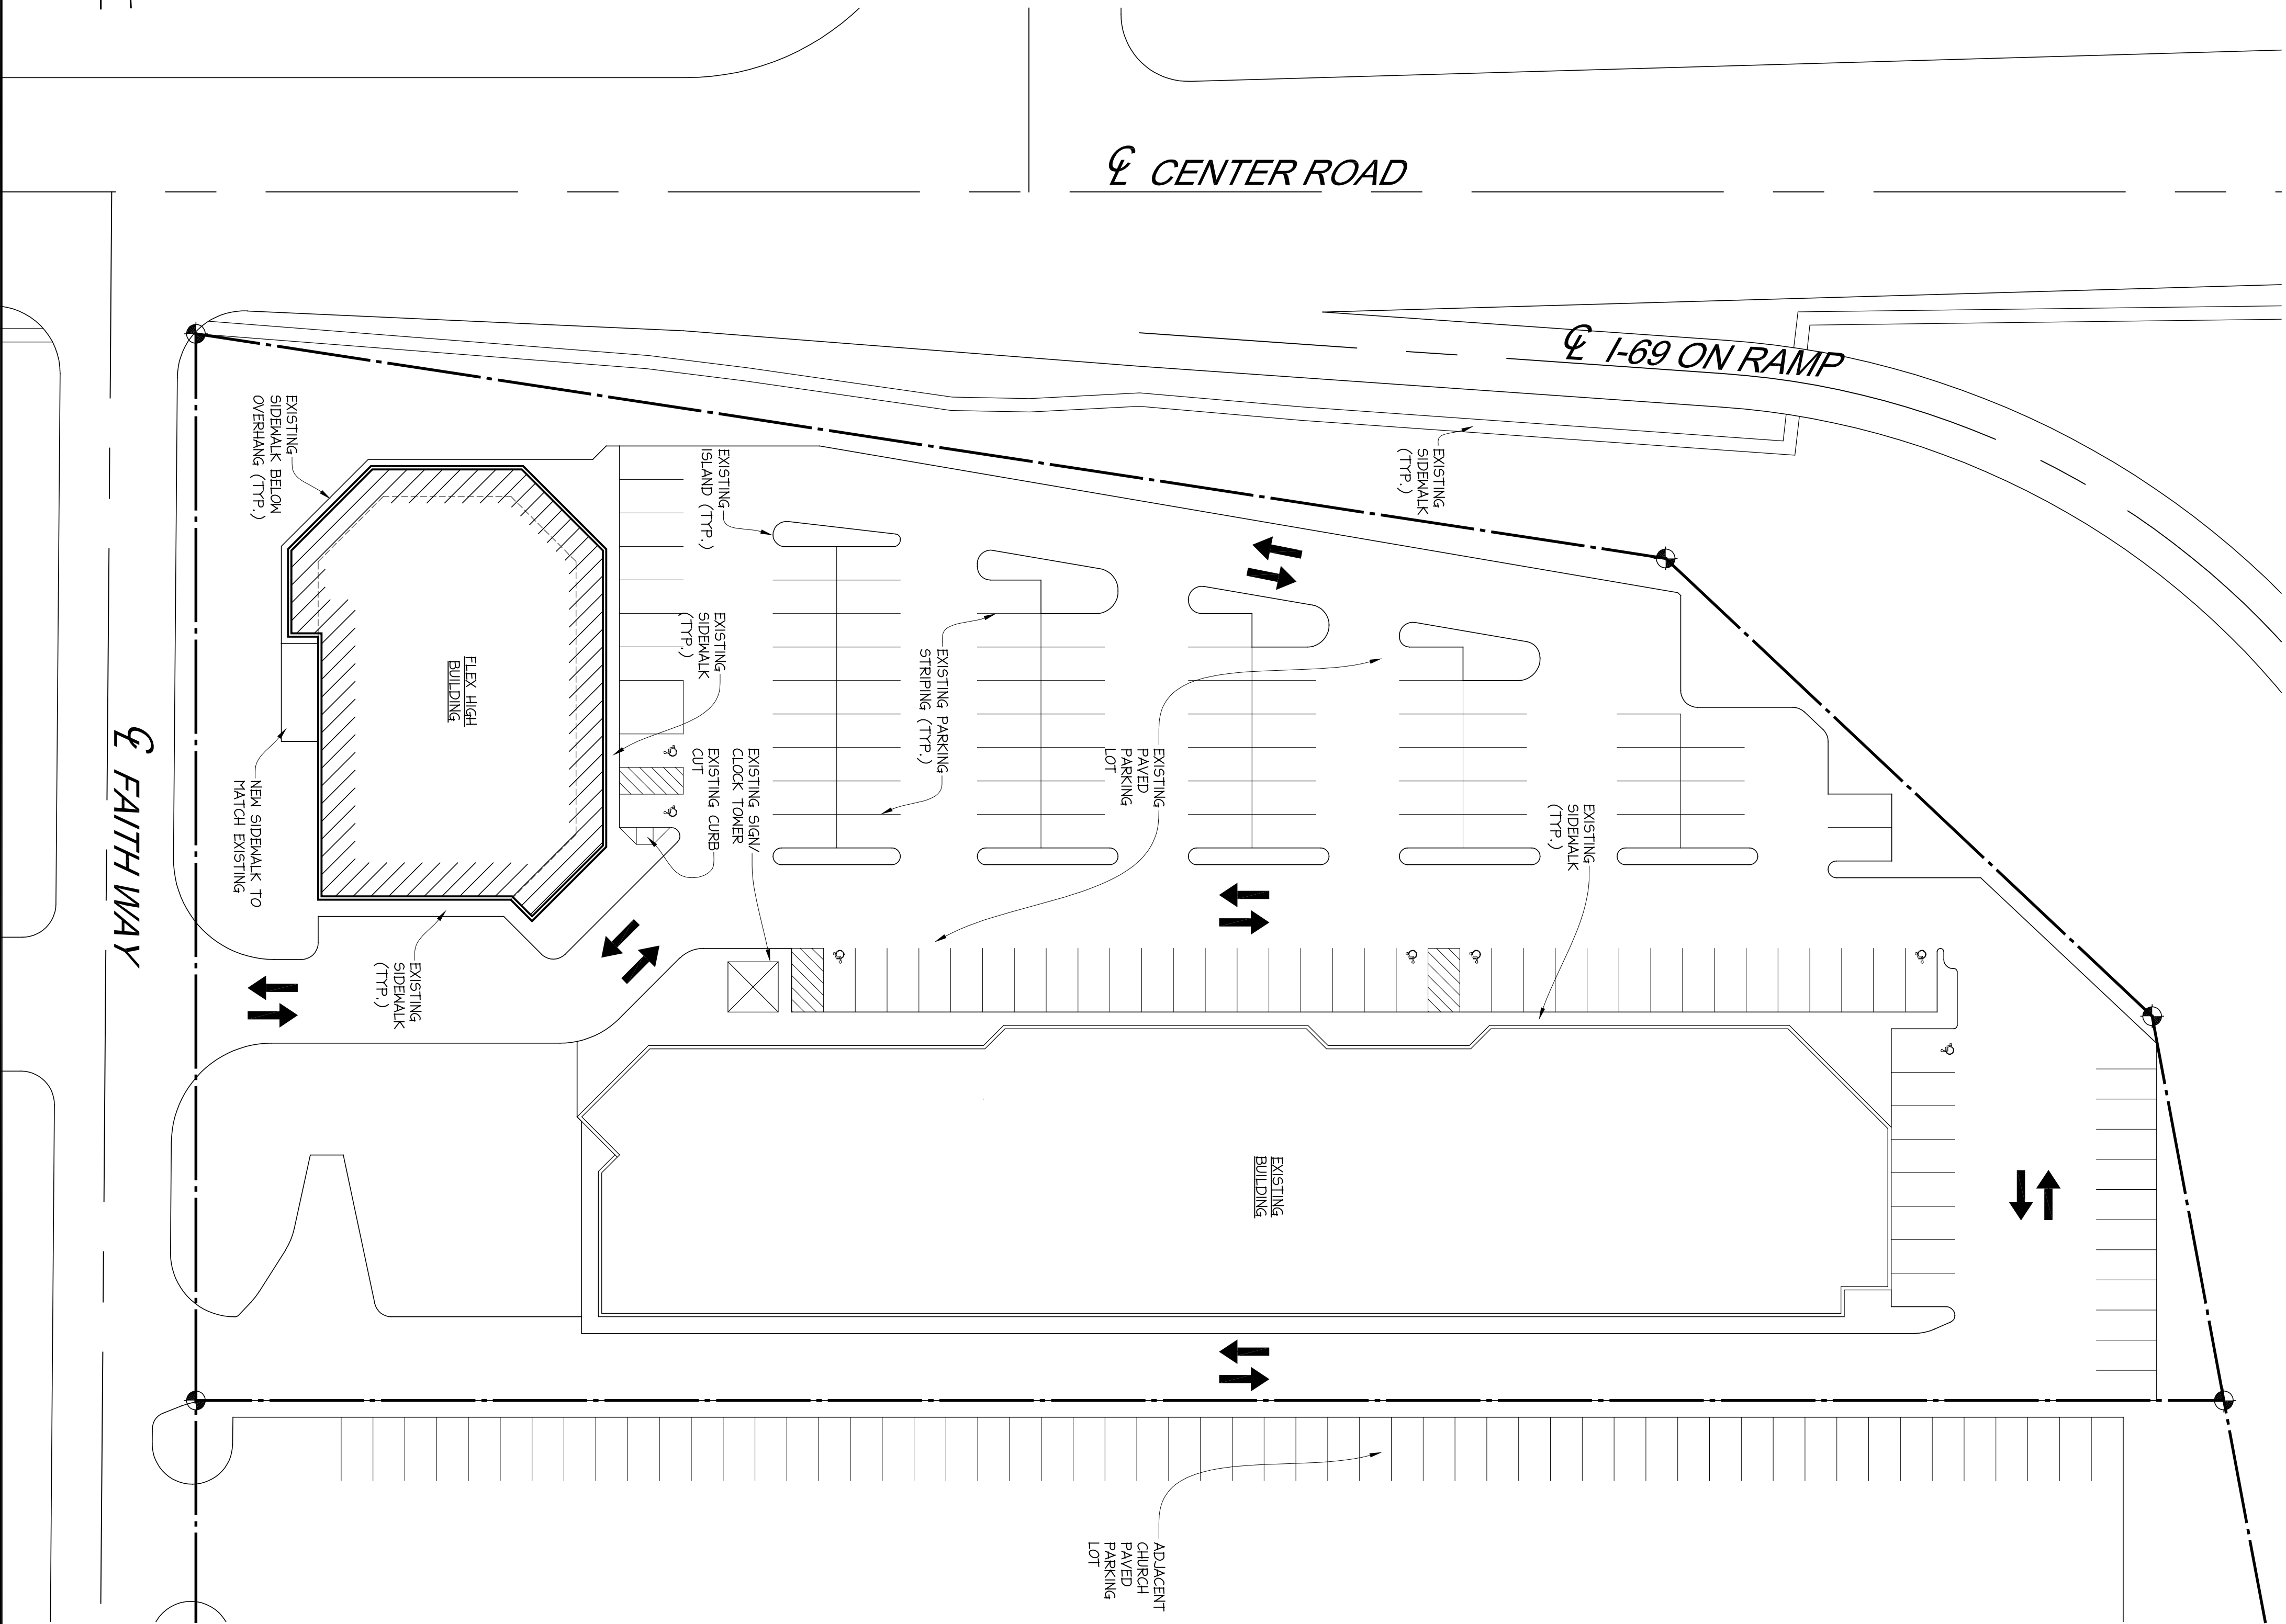 ℄ CENTER ROAD
℄ I-69 ON RAMP
℄ FAITH WAY
EXISTING
SIDEWALK BELOW
OVERHANG (TYP.)
EXISTING
ISLAND (TYP.)
EXISTING
SIDEWALK
(TYP.)
EXISTING
SIDEWALK
(TYP.)
FLEX HIGH
BUILDING
EXISTING PARKING
STRIPING (TYP.)
EXISTING
PAVED
PARKING
LOT
EXISTING SIGN/
CLOCK TOWER
EXISTING CURB
CUT
NEW SIDEWALK TO
MATCH EXISTING
EXISTING
SIDEWALK
(TYP.)
EXISTING
SIDEWALK
(TYP.)
EXISTING
BUILDING
ADJACENT
CHURCH
PAVED
PARKING
LOT